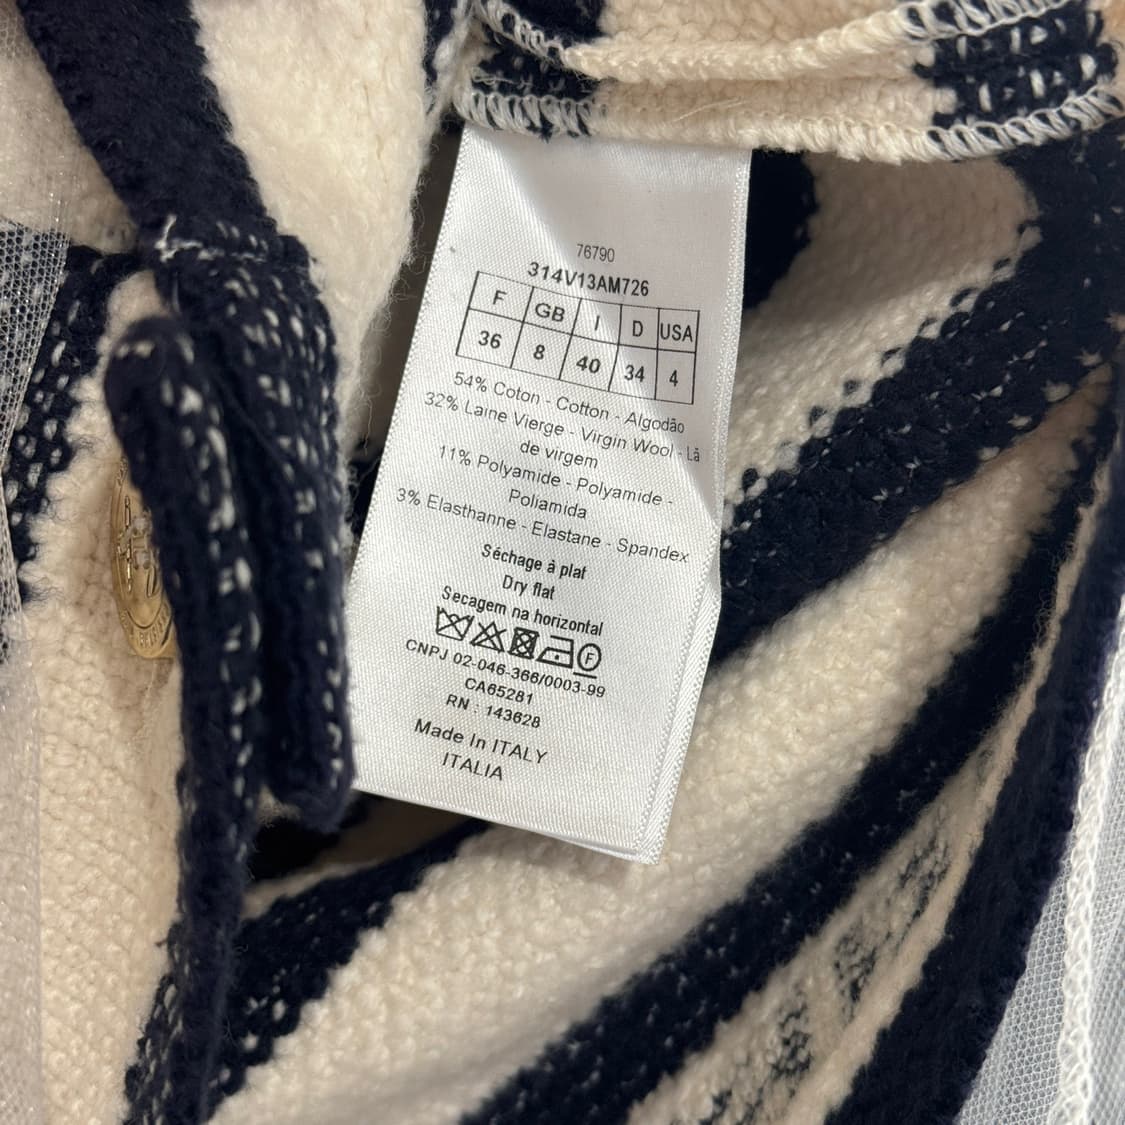 76790
314V13AM726
F GB I D USA
36 8 40 34 4
54% Coton - Cotton - Algodão
32% Laine Vierge - Virgin Wool - Lã
de virgem
11% Polyamide - Polyamide -
Poliamida
3% Elasthanne - Elastane - Spandex
Séchage à plat
Dry flat
Secagem na horizontal
F
CNPJ 02-046-366/0003-99
CA65281
RN : 143628
Made In ITALY
ITALIA